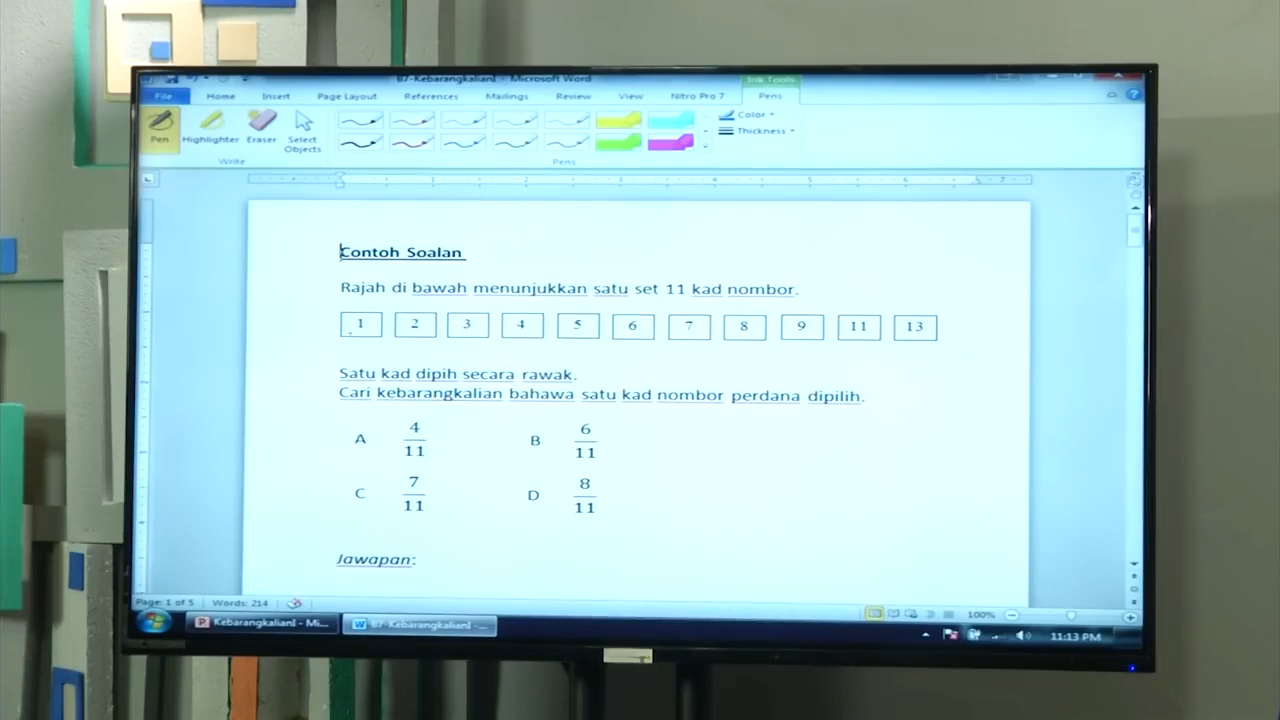 B7-KebarangkalianI - Microsoft Word
Ink Tools
File Home Insert Page Layout References Mailings Review View Nitro Pro 7 Pens
Pen Highlighter Eraser Select Objects
Color
Thickness
Write
Pens
Contoh Soalan
Rajah di bawah menunjukkan satu set 11 kad nombor.
1 2 3 4 5 6 7 8 9 11 13
Satu kad dipih secara rawak.
Cari kebarangkalian bahawa satu kad nombor perdana dipilih.
A 4/11 B 6/11
C 7/11 D 8/11
Jawapan:
Page: 1 of 5 Words: 214 100%
KebarangkalianI - Mi... B7-KebarangkalianI -... 11:13 PM